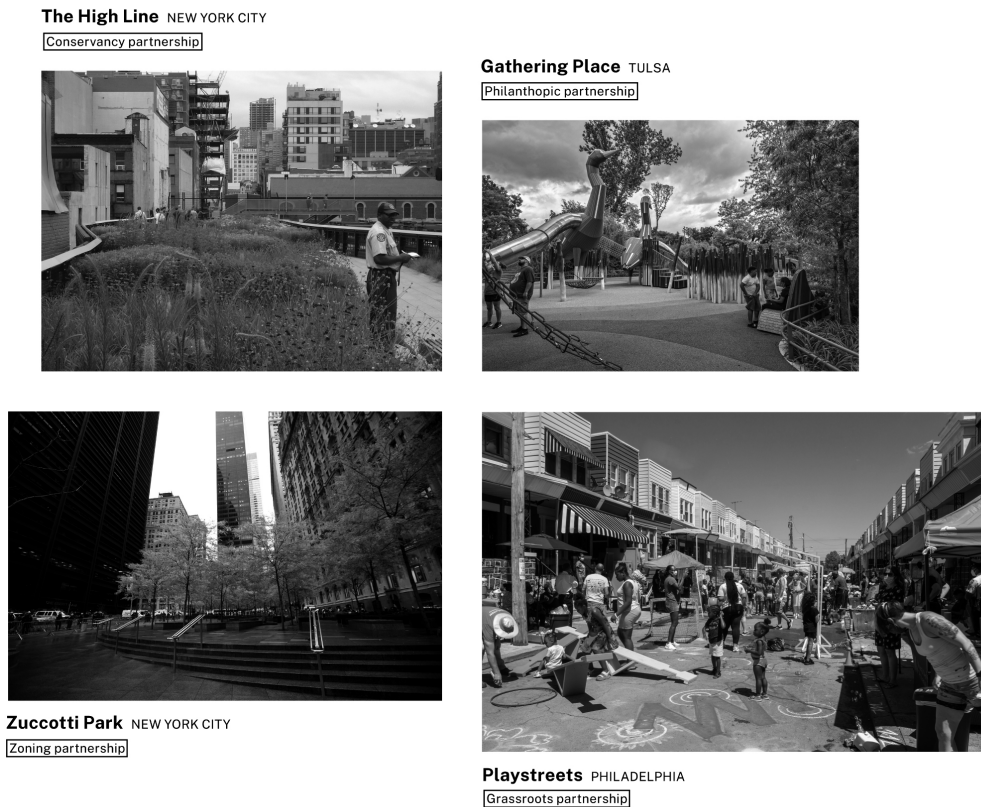 The High Line NEW YORK CITY
Conservancy partnership
Gathering Place TULSA
Philanthopic partnership
Zuccotti Park NEW YORK CITY
Zoning partnership
Playstreets PHILADELPHIA
Grassroots partnership